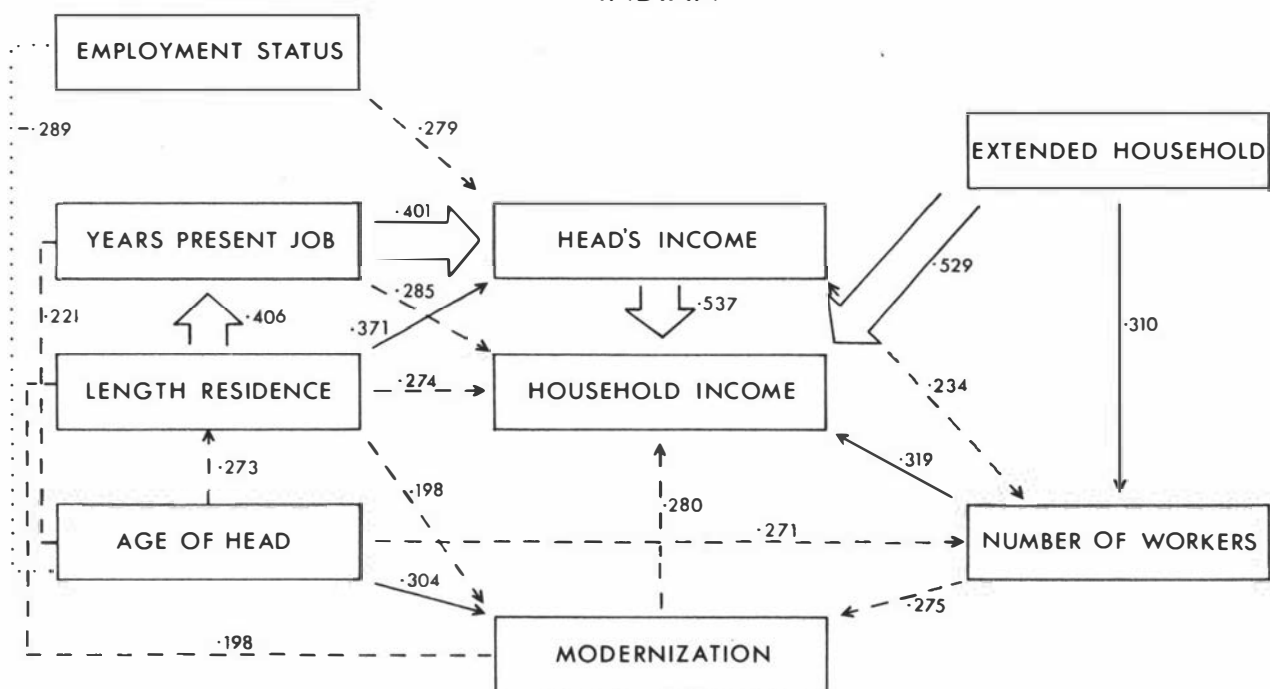 EMPLOYMENT STATUS
-·289
·279
EXTENDED HOUSEHOLD
YEARS PRESENT JOB
·401
HEAD'S INCOME
·529
·221
·406
·285
·371
·537
·310
LENGTH RESIDENCE
·274
HOUSEHOLD INCOME
·234
·273
·198
·319
·280
AGE OF HEAD
·271
NUMBER OF WORKERS
·304
·275
·198
MODERNIZATION